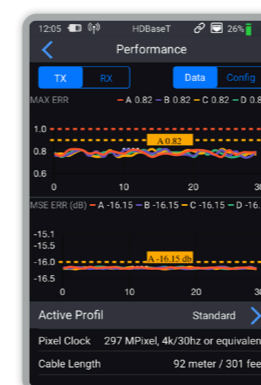 12:05 HDBaseT 26%
Performance
TX RX Data Config
MAX ERR A 0.82 B 0.82 C 0.82 D 0.8
A 0.82
1.0
0.8
0.6
0 10 20 30
MSE ERR (dB) A -16.15 B -16.15 C -16.15 D -16.
-15.1
-15.5
A -16.15 db
-16.0
-16.5
0 10 20 30
Active Profil Standard
Pixel Clock 297 MPixel, 4k/30hz or equivalen
Cable Length 92 meter / 301 fee